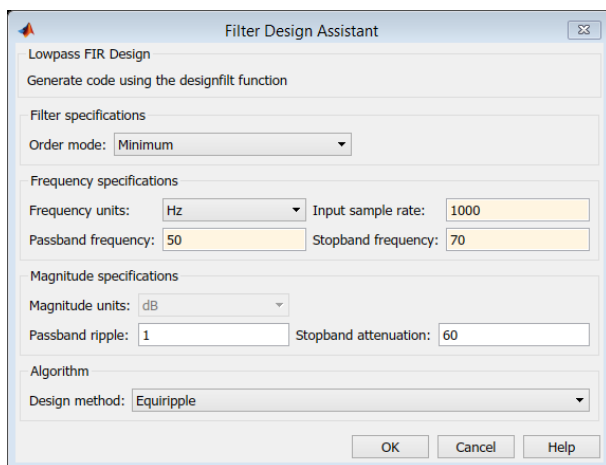 Filter Design Assistant
Lowpass FIR Design
Generate code using the designfilt function
Filter specifications
Order mode: Minimum
Frequency specifications
Frequency units: Hz Input sample rate: 1000
Passband frequency: 50 Stopband frequency: 70
Magnitude specifications
Magnitude units: dB
Passband ripple: 1 Stopband attenuation: 60
Algorithm
Design method: Equiripple
OK Cancel Help